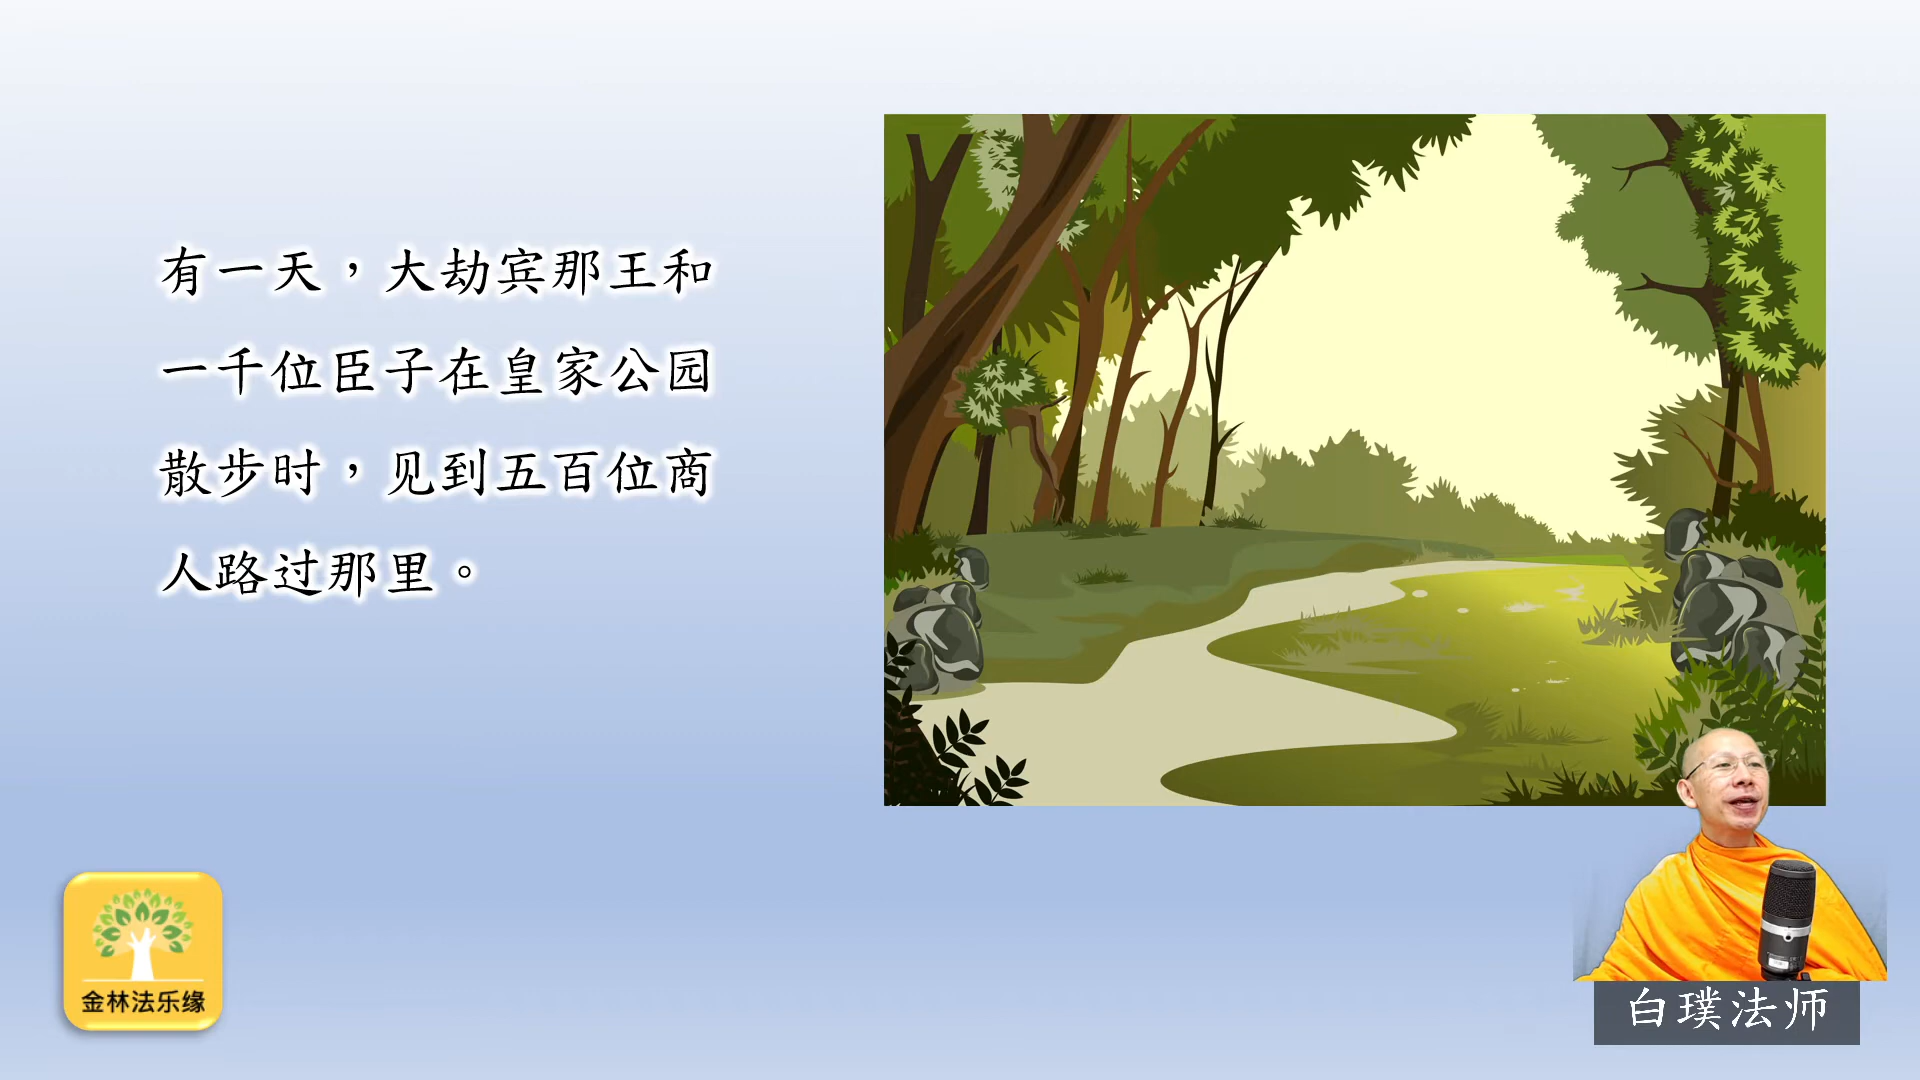 有一天，大劫宾那王和
一千位臣子在皇家公园
散步时，见到五百位商
人路过那里。
金林法乐缘
白璞法师